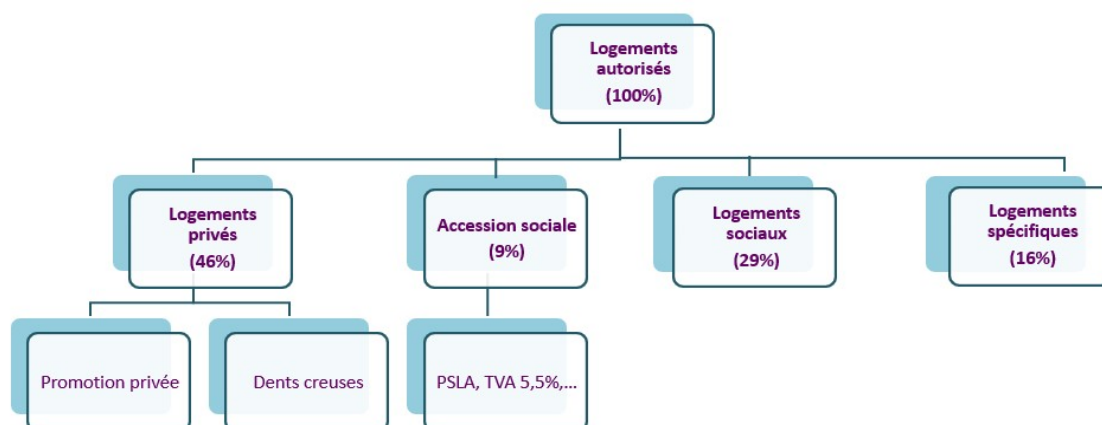 Logements
autorisés
(100%)
Logements
privés
(46%)
Accession sociale
(9%)
Logements
sociaux
(29%)
Logements
spécifiques
(16%)
Promotion privée
Dents creuses
PSLA, TVA 5,5%,...